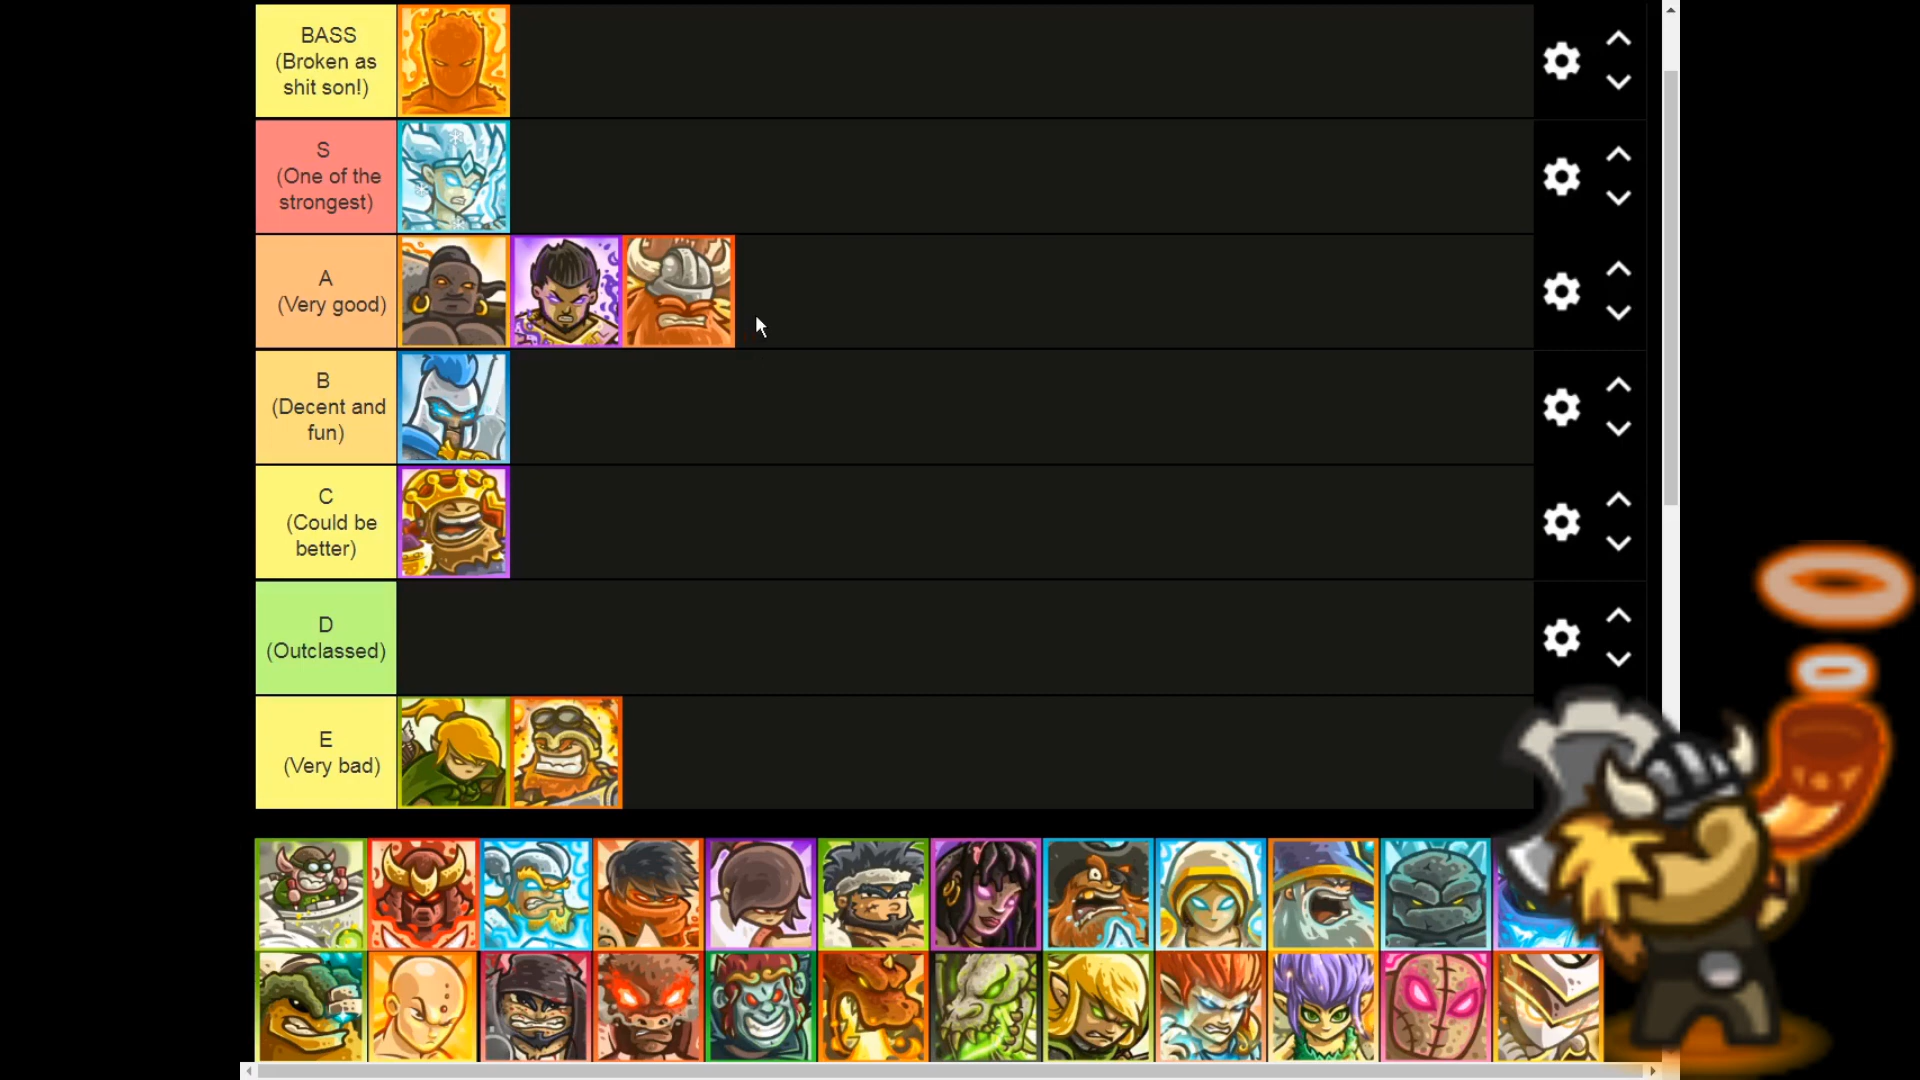 BASS
(Broken as
shit son!)
S
(One of the
strongest)
A
(Very good)
B
(Decent and
fun)
C
(Could be
better)
D
(Outclassed)
E
(Very bad)